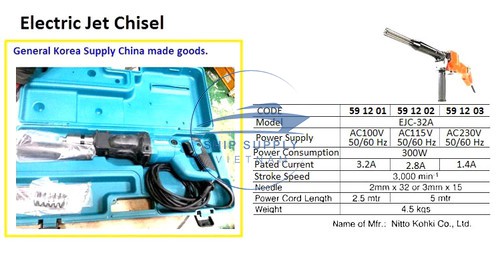 Electric Jet Chisel
General Korea Supply China made goods.
SHIP SUPPLY
VIETNAM
CODE 59 12 01 59 12 02 59 12 03
Model EJC-32A
Power Supply AC100V 50/60 Hz AC115V 50/60 Hz AC230V 50/60 Hz
Power Consumption 300W
Pated Current 3.2A 2.8A 1.4A
Stroke Speed 3,000 min⁻¹
Needle 2mm x 32 or 3mm x 15
Power Cord Length 2.5 mtr 5 mtr
Weight 4.5 kgs
Name of Mfr.: Nitto Kohki Co., Ltd.